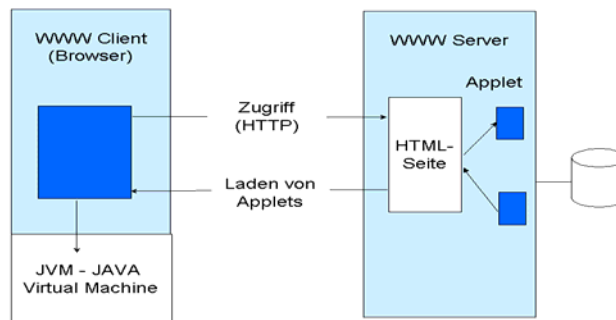 WWW Client
(Browser)
JVM - JAVA
Virtual Machine
Zugriff
(HTTP)
Laden von
Applets
WWW Server
Applet
HTML-
Seite